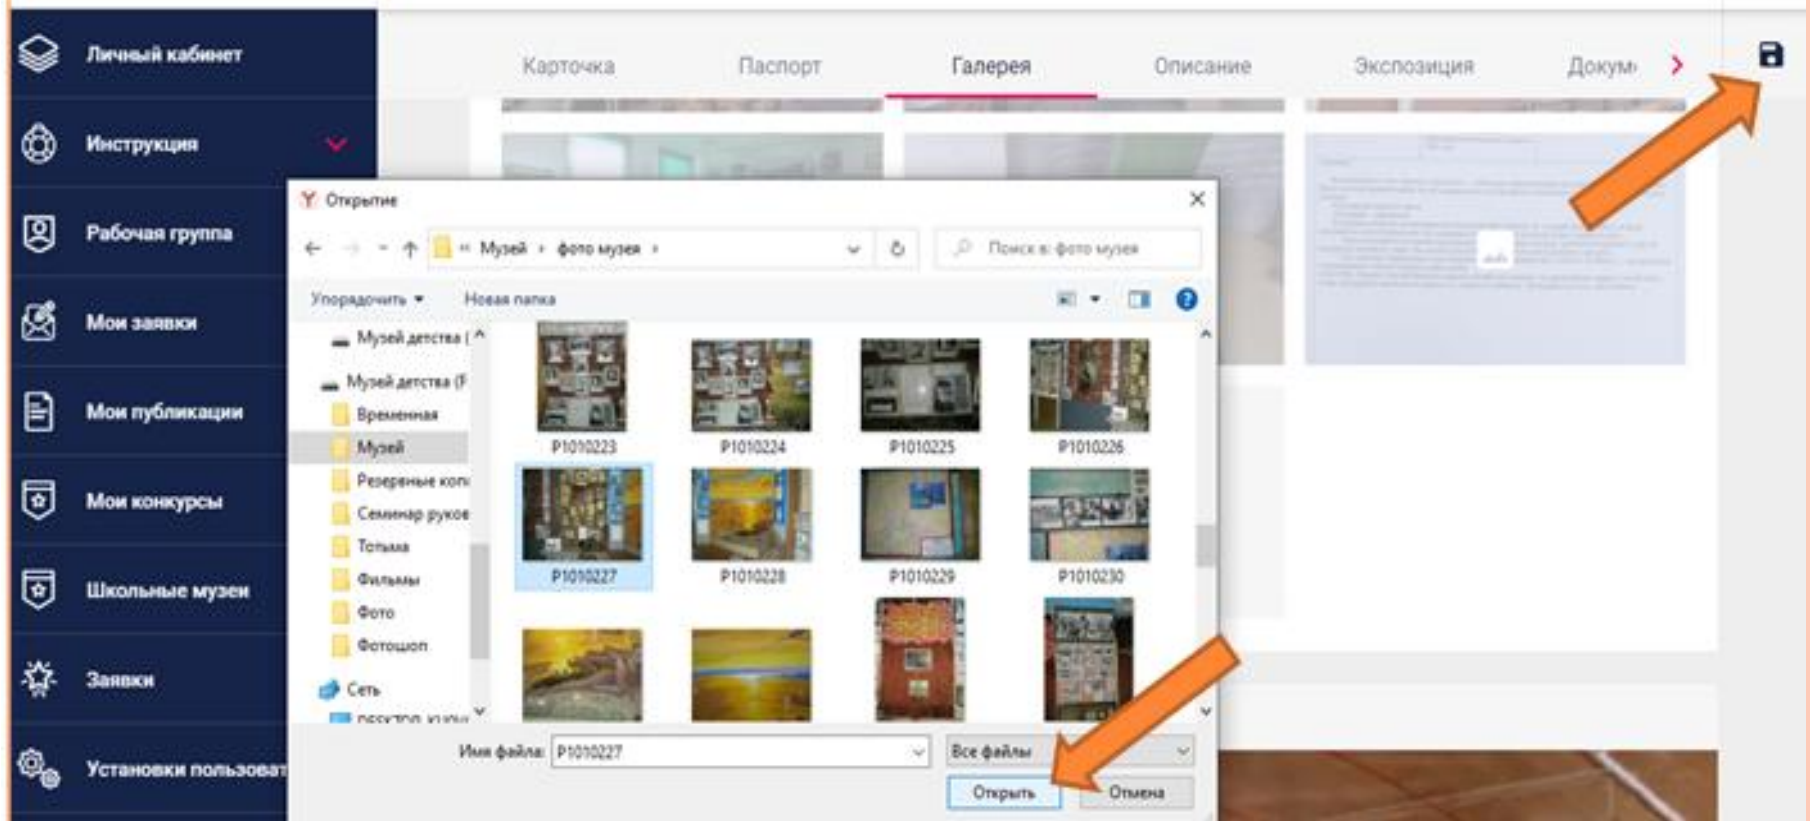 Личный кабинет
Карточка Паспорт Галерея Описание Экспозиция Докум
Инструкция
Рабочая группа
Мои заявки
Мои публикации
Мои конкурсы
Школьные музеи
Заявки
Установки пользоват
Открытие
« Музей › фото музея ›
Поиск в: фото музея
Упорядочить Новая папка
Музей детства (
Музей детства (F
Временная
Музей
Резервные копи
Семинар руков
Тотьма
Фильмы
Фото
Фотошоп
Сеть
P1010223 P1010224 P1010225 P1010226
P1010227 P1010228 P1010229 P1010230
Имя файла: P1010227 Все файлы
Открыть Отмена